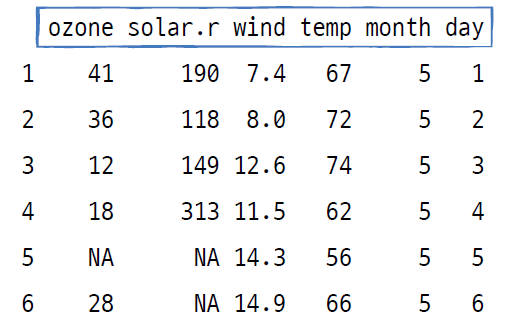 ozone solar.r wind temp month day
1 41 190 7.4 67 5 1
2 36 118 8.0 72 5 2
3 12 149 12.6 74 5 3
4 18 313 11.5 62 5 4
5 NA NA 14.3 56 5 5
6 28 NA 14.9 66 5 6